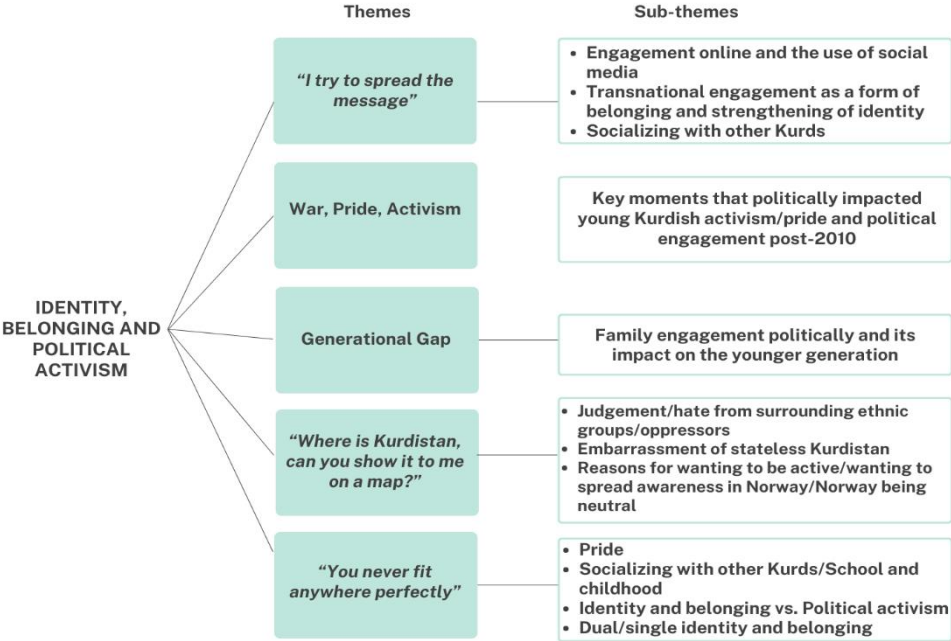 Themes
Sub-themes
IDENTITY,
BELONGING AND
POLITICAL
ACTIVISM
“I try to spread the
message”
• Engagement online and the use of social
media
• Transnational engagement as a form of
belonging and strengthening of identity
• Socializing with other Kurds
War, Pride, Activism
Key moments that politically impacted
young Kurdish activism/pride and political
engagement post-2010
Generational Gap
Family engagement politically and its
impact on the younger generation
“Where is Kurdistan,
can you show it to me
on a map?”
• Judgement/hate from surrounding ethnic
groups/oppressors
• Embarrassment of stateless Kurdistan
• Reasons for wanting to be active/wanting to
spread awareness in Norway/Norway being
neutral
“You never fit
anywhere perfectly”
• Pride
• Socializing with other Kurds/School and
childhood
• Identity and belonging vs. Political activism
• Dual/single identity and belonging